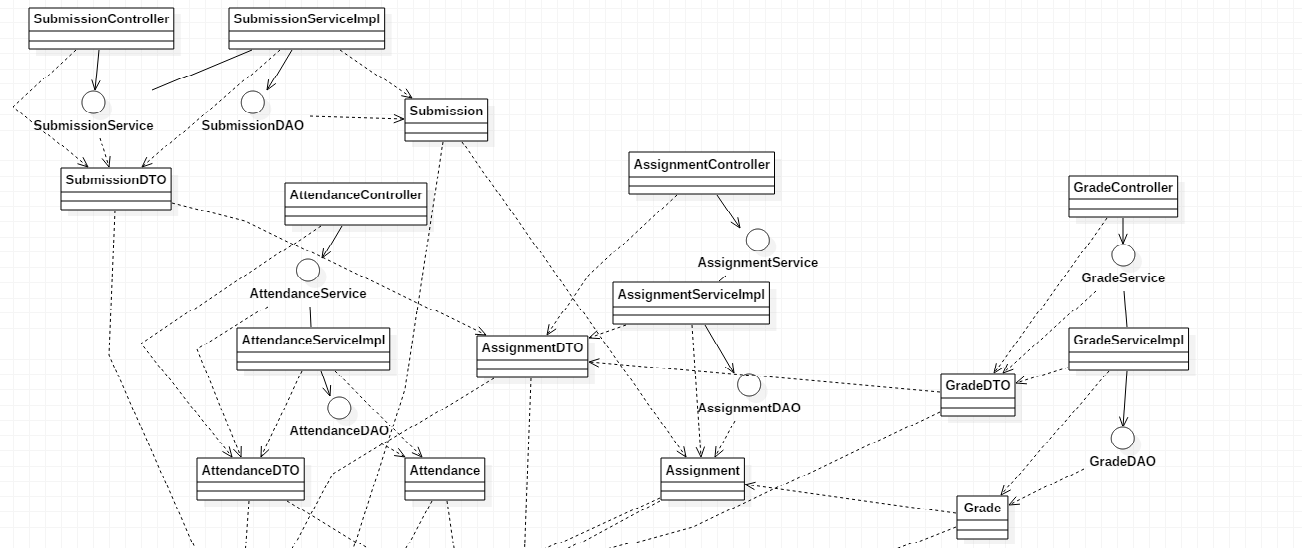 SubmissionController
SubmissionServiceImpl
SubmissionService
SubmissionDAO
Submission
SubmissionDTO
AssignmentController
GradeController
AttendanceController
AssignmentService
GradeService
AttendanceService
AssignmentServiceImpl
AttendanceServiceImpl
AssignmentDTO
GradeServiceImpl
GradeDTO
AssignmentDAO
AttendanceDAO
GradeDAO
AttendanceDTO
Attendance
Assignment
Grade